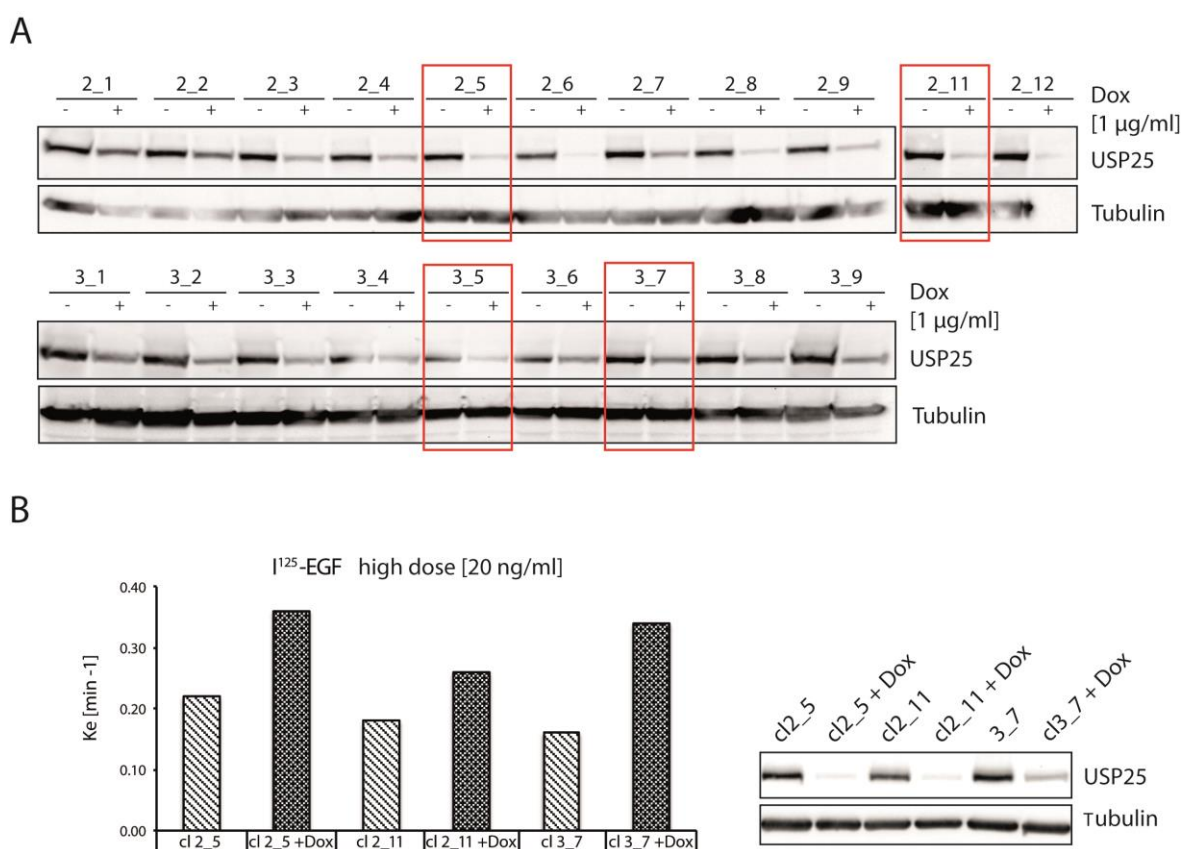 A
2_1 2_2 2_3 2_4 2_5 2_6 2_7 2_8 2_9 2_11 2_12
- + - + - + - + - + - + - + - + - + - + - +
Dox
[1 µg/ml]
USP25
Tubulin
3_1 3_2 3_3 3_4 3_5 3_6 3_7 3_8 3_9
- + - + - + - + - + - + - + - + - +
Dox
[1 µg/ml]
USP25
Tubulin
B
I¹²⁵-EGF high dose [20 ng/ml]
Ke [min -1]
0.40
0.30
0.20
0.10
0.00
cl 2_5 cl 2_5 +Dox cl 2_11 cl 2_11 +Dox cl 3_7 cl 3_7 +Dox
cl2_5 cl2_5 + Dox cl2_11 cl2_11 + Dox 3_7 cl3_7 + Dox
USP25
Tubulin